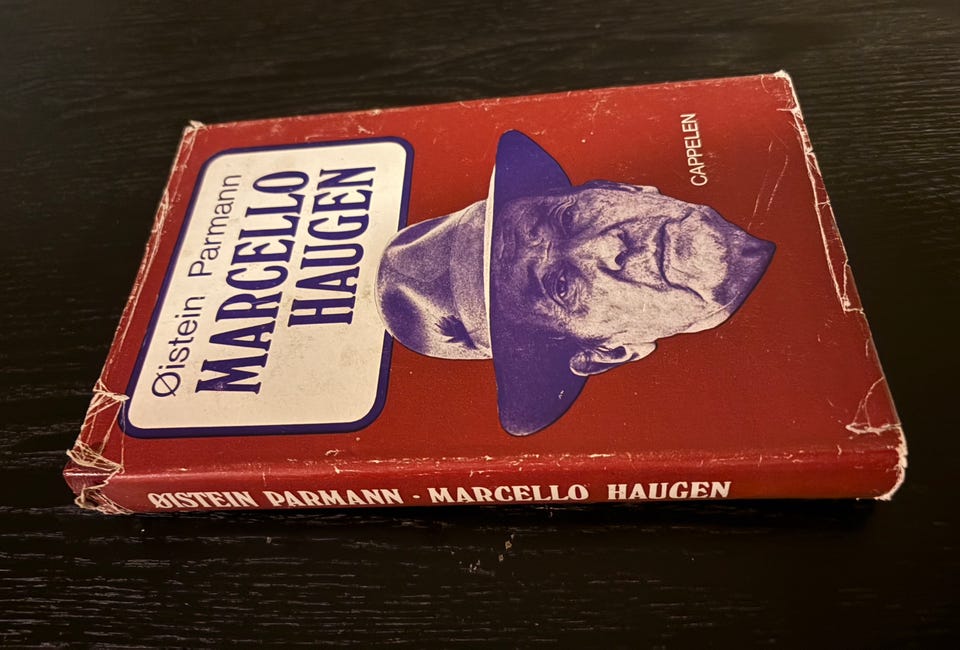 Øistein Parmann
MARCELLO
HAUGEN
CAPPELEN
ØISTEIN PARMANN · MARCELLO HAUGEN